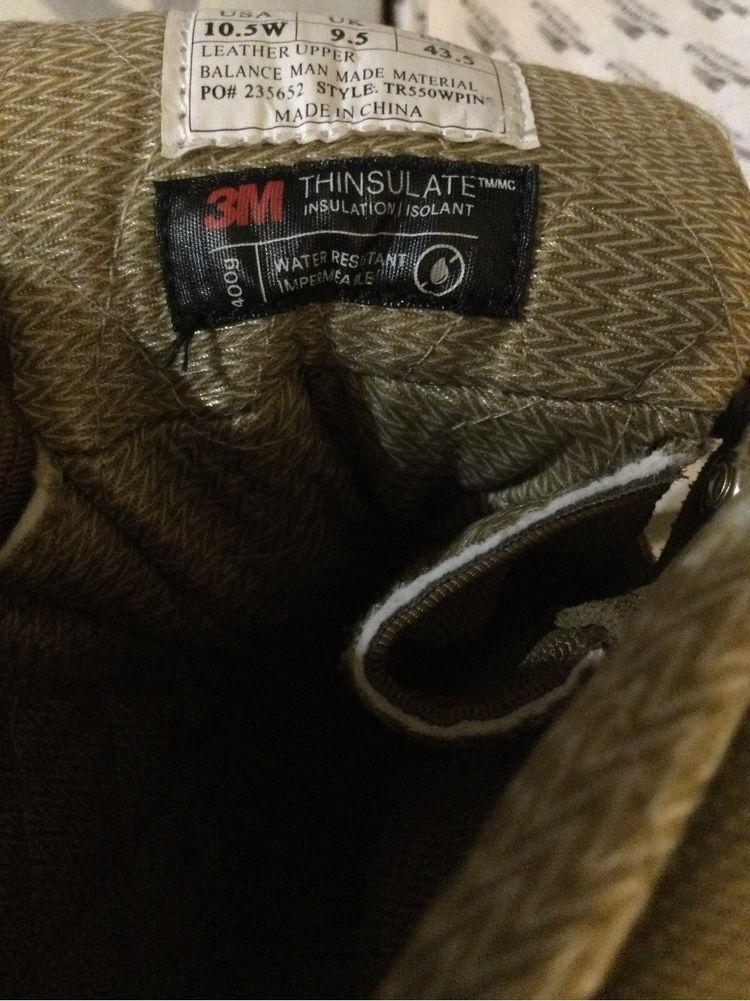 USA UK
10.5W 9.5 43.5
LEATHER UPPER
BALANCE MAN MADE MATERIAL
PO# 235652 STYLE: TR550WPIN
MADE IN CHINA
3M THINSULATE TM/MC
INSULATION/ISOLANT
400g
WATER RESISTANT
IMPERMÉABLE